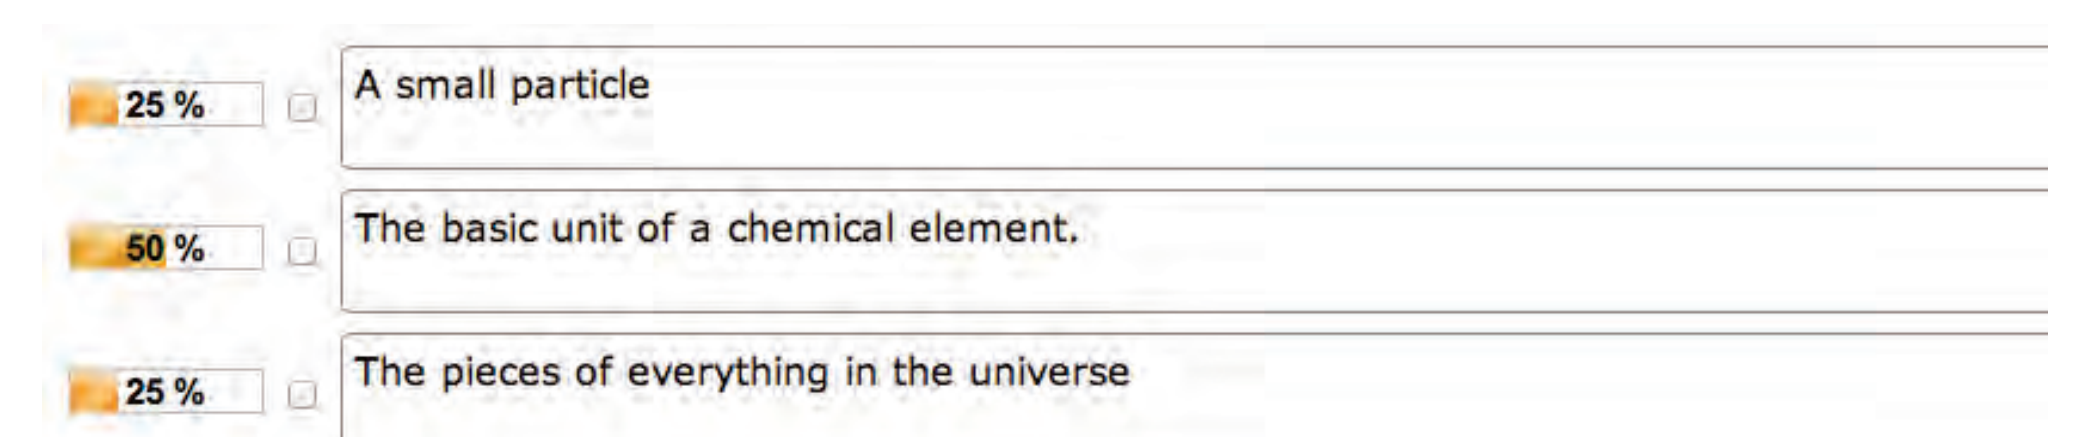 25 % A small particle
50 % The basic unit of a chemical element.
25 % The pieces of everything in the universe